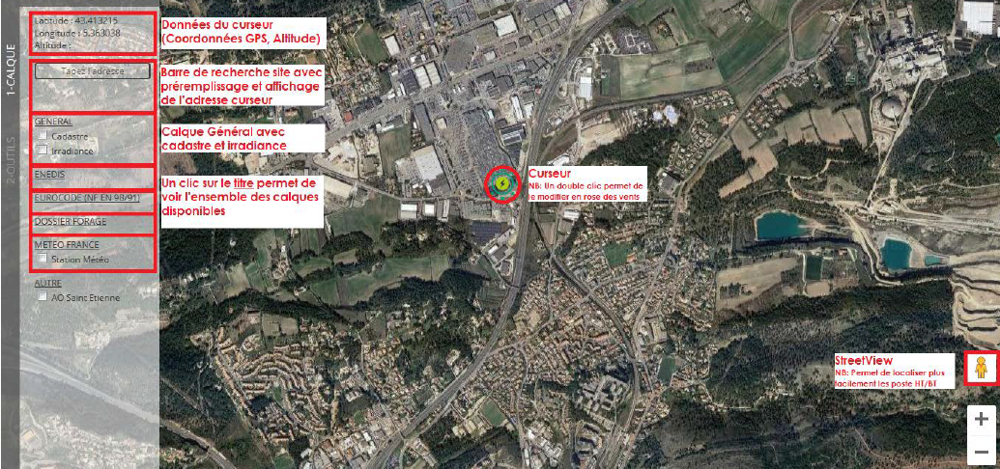 1-CALQUE
2-OUTILS
Latitude : 43.413215
Longitude : 5.363038
Altitude :
Données du curseur
(Coordonnées GPS, Altitude)
Tapez l'adresse
Barre de recherche site avec
préremplissage et affichage
de l'adresse curseur
GENERAL
Cadastre
Irradiance
Calque Général avec
cadastre et irradiance
ENEDIS
EUROCODE (NF EN 98/91)
DOSSIER FORAGE
METEO FRANCE
Station Météo
Un clic sur le titre permet de
voir l'ensemble des calques
disponibles
AUTRE
AO Saint Etienne
Curseur
NB: Un double clic permet de
le modifier en rose des vents
StreetView
NB: Permet de localiser plus
facilement les poste HT/BT
+
−